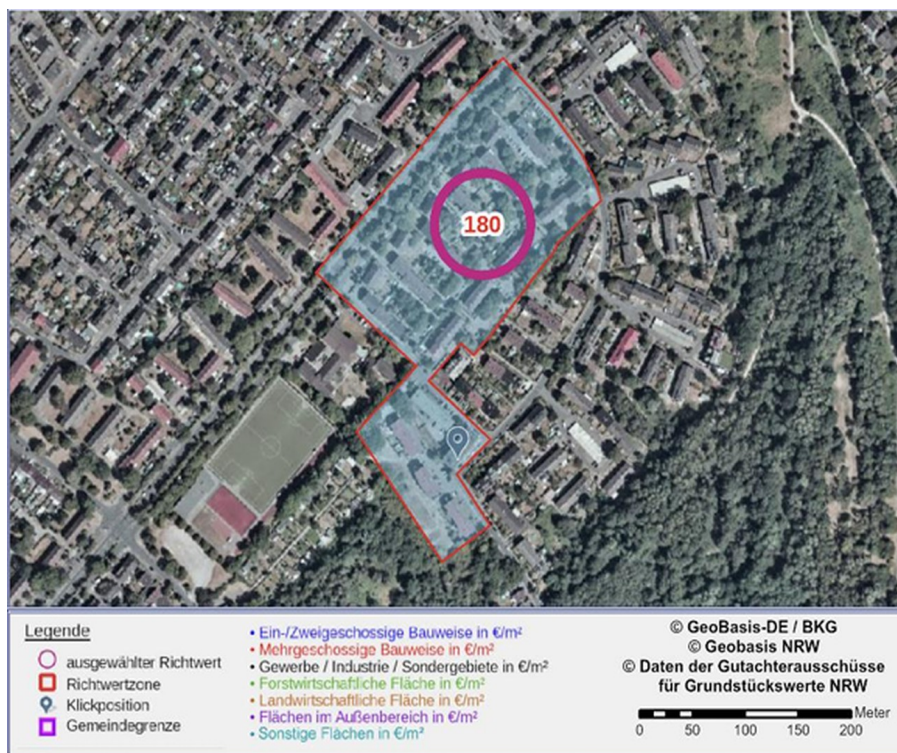 180
Legende
ausgewählter Richtwert
Richtwertzone
Klickposition
Gemeindegrenze
• Ein-/Zweigeschossige Bauweise in €/m²
• Mehrgeschossige Bauweise in €/m²
• Gewerbe / Industrie / Sondergebiete in €/m²
• Forstwirtschaftliche Fläche in €/m²
• Landwirtschaftliche Fläche in €/m²
• Flächen im Außenbereich in €/m²
• Sonstige Flächen in €/m²
© GeoBasis-DE / BKG
© Geobasis NRW
© Daten der Gutachterausschüsse
für Grundstückswerte NRW
Meter
0 50 100 150 200